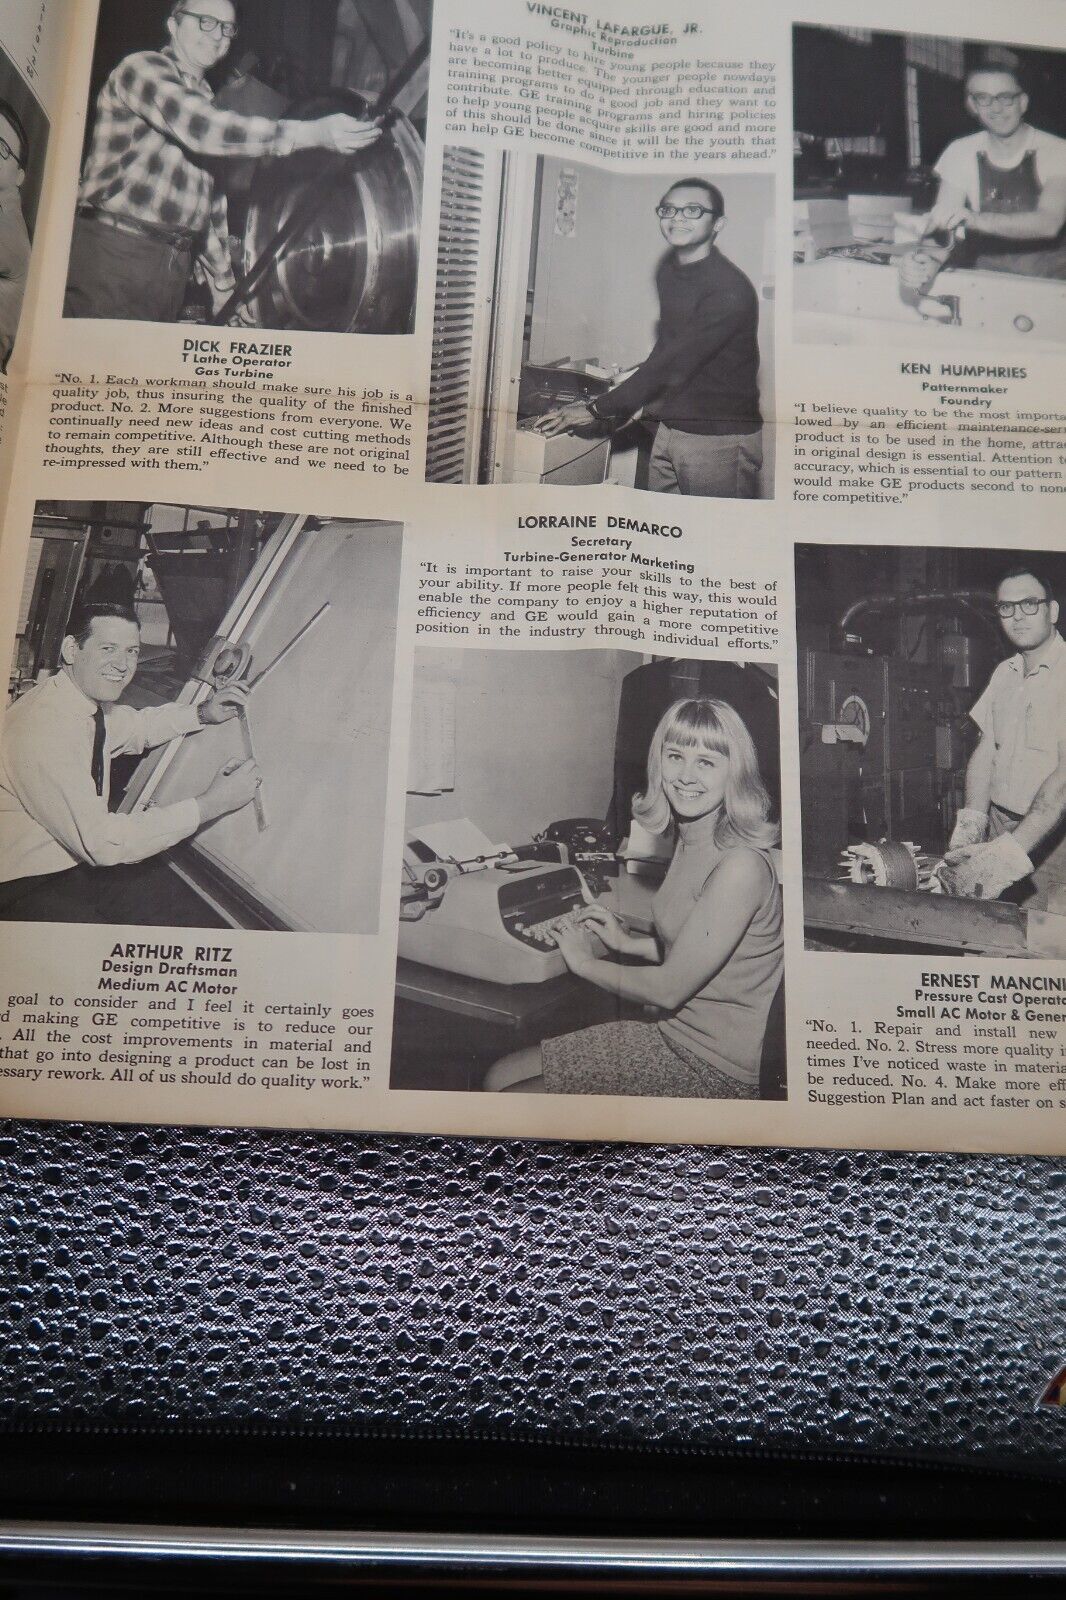 DICK FRAZIER
T Lathe Operator
Gas Turbine
"No. 1. Each workman should make sure his job is a
quality job, thus insuring the quality of the finished
product. No. 2. More suggestions from everyone. We
continually need new ideas and cost cutting methods
to remain competitive. Although these are not original
thoughts, they are still effective and we need to be
re-impressed with them."
VINCENT LAFARGUE, JR.
Graphic Reproduction
Turbine
"It's a good policy to hire young people because they
have a lot to produce. The younger people nowdays
are becoming better equipped through education and
training programs to do a good job and they want to
contribute. GE training programs and hiring policies
to help young people acquire skills are good and more
of this should be done since it will be the youth that
can help GE become competitive in the years ahead."
KEN HUMPHRIES
Patternmaker
Foundry
"I believe quality to be the most importa
lowed by an efficient maintenance-serv
product is to be used in the home, attrac
in original design is essential. Attention to
accuracy, which is essential to our pattern
would make GE products second to none
fore competitive."
ARTHUR RITZ
Design Draftsman
Medium AC Motor
goal to consider and I feel it certainly goes
rd making GE competitive is to reduce our
. All the cost improvements in material and
that go into designing a product can be lost in
essary rework. All of us should do quality work."
LORRAINE DEMARCO
Secretary
Turbine-Generator Marketing
"It is important to raise your skills to the best of
your ability. If more people felt this way, this would
enable the company to enjoy a higher reputation of
efficiency and GE would gain a more competitive
position in the industry through individual efforts."
ERNEST MANCINI
Pressure Cast Operato
Small AC Motor & Gener
"No. 1. Repair and install new
needed. No. 2. Stress more quality i
times I've noticed waste in materia
be reduced. No. 4. Make more eff
Suggestion Plan and act faster on s